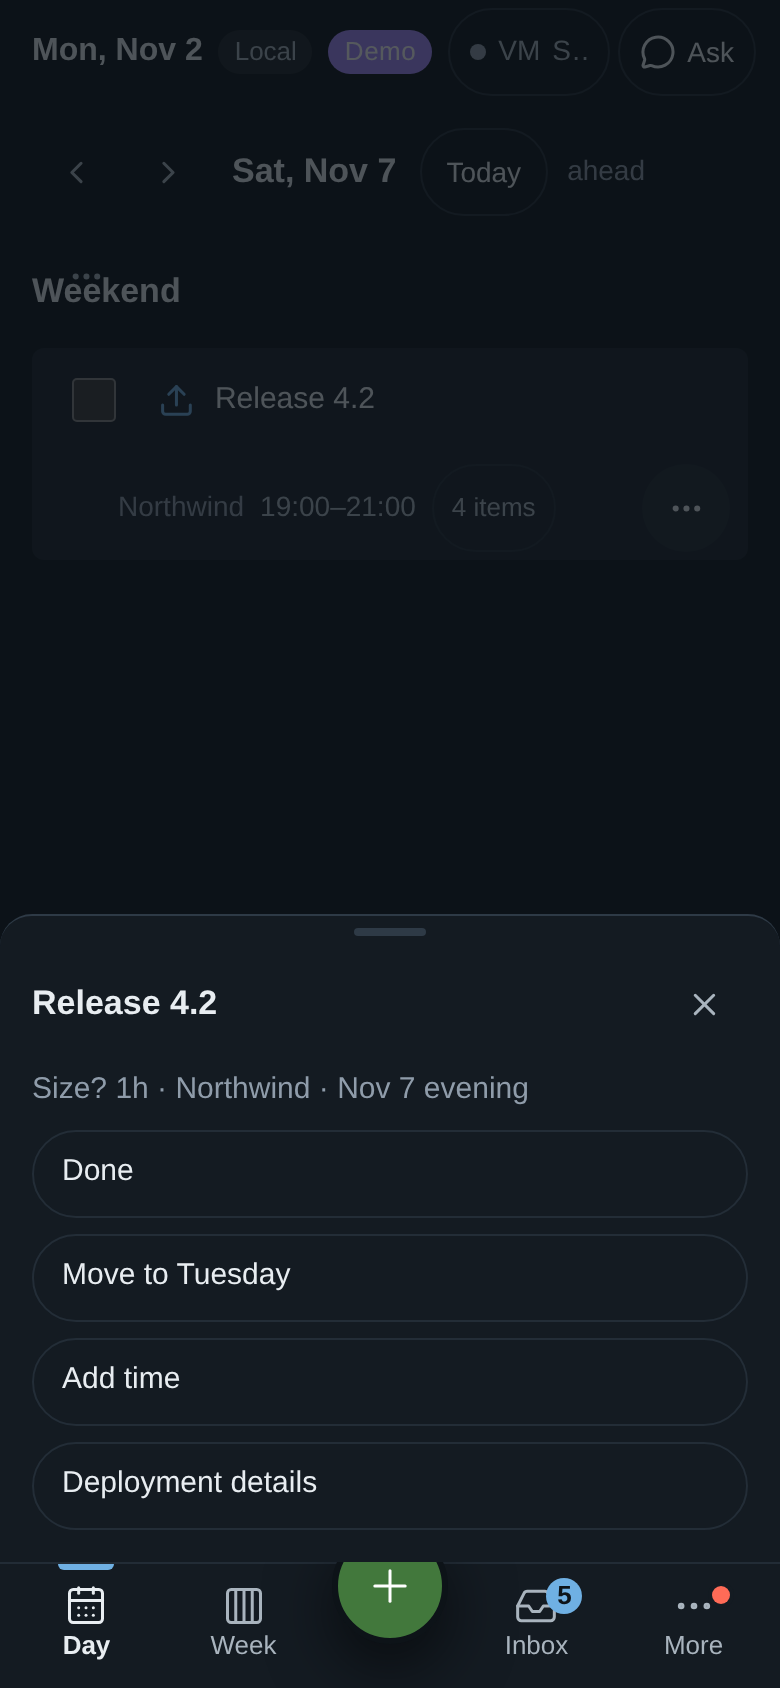 Mon, Nov 2 Local Demo VM S.. Ask
Sat, Nov 7 Today ahead
Weekend
Release 4.2
Northwind 19:00–21:00 4 items
Release 4.2
Size? 1h · Northwind · Nov 7 evening
Done
Move to Tuesday
Add time
Deployment details
5
Day Week Inbox More